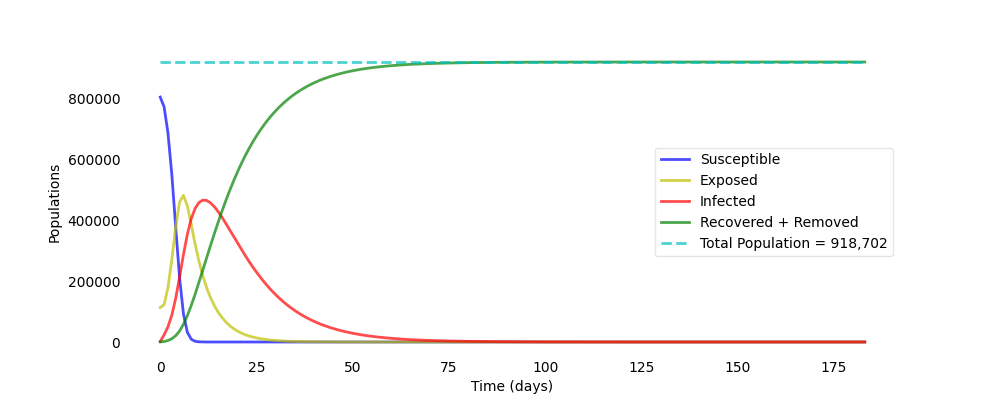 800000
600000
400000
200000
0
Populations
0 25 50 75 100 125 150 175
Time (days)
Susceptible
Exposed
Infected
Recovered + Removed
Total Population = 918,702